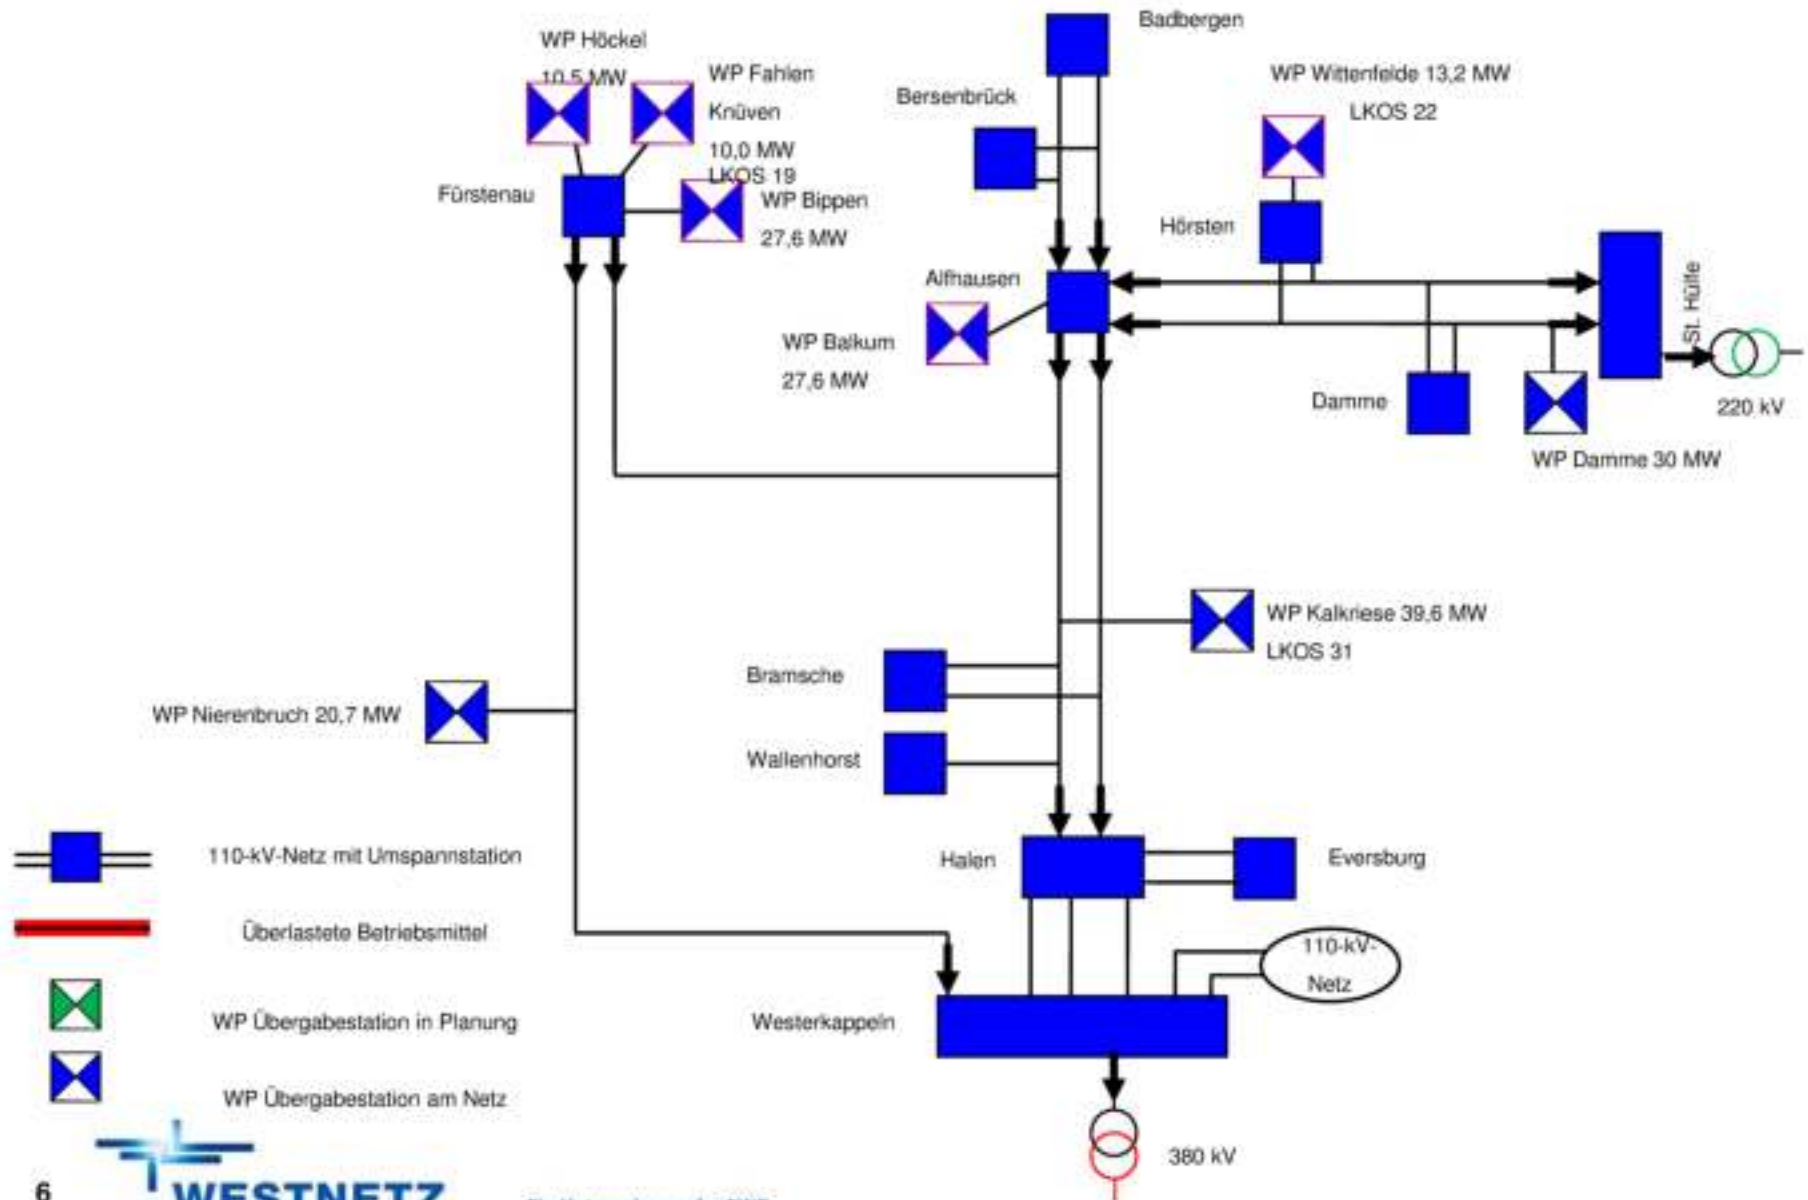 Badbergen
WP Höckel
10,5 MW
WP Fahlen
Knüven
10,0 MW
LKOS 19
WP Bippen
27,6 MW
Fürstenau
Bersenbrück
WP Wittenfelde 13,2 MW
LKOS 22
Hörsten
Alfhausen
WP Balkum
27,6 MW
St. Hülfe
220 kV
Damme
WP Damme 30 MW
WP Kalkriese 39,6 MW
LKOS 31
Bramsche
WP Nierenbruch 20,7 MW
Wallenhorst
110-kV-Netz mit Umspannstation
Halen
Eversburg
Überlastete Betriebsmittel
110-kV-
Netz
WP Übergabestation in Planung
Westerkappeln
WP Übergabestation am Netz
380 kV
6
WESTNETZ